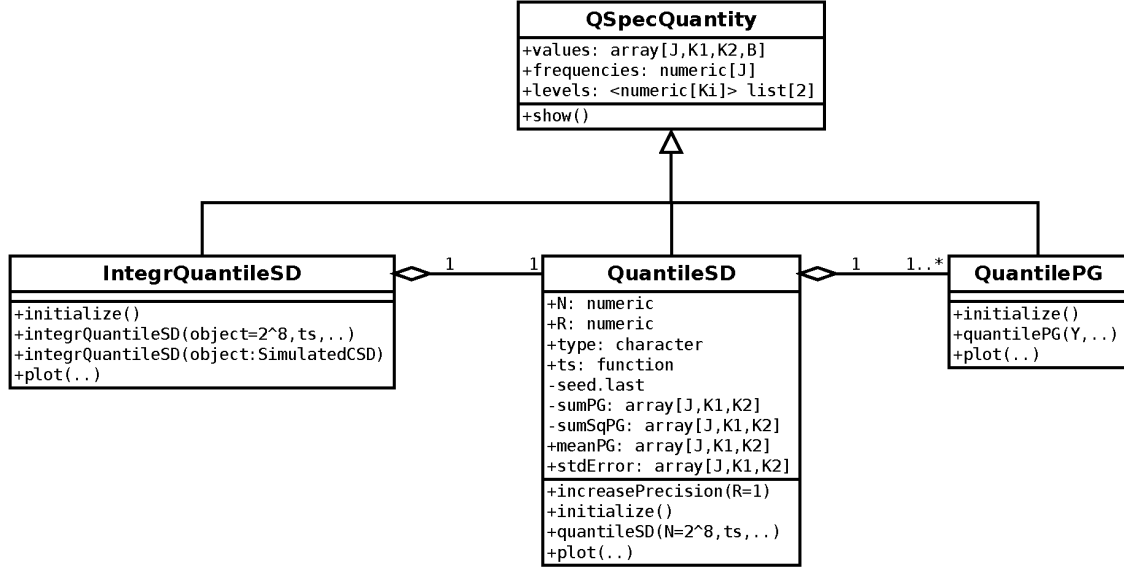 QSpecQuantity
+values: array[J,K1,K2,B]
+frequencies: numeric[J]
+levels: <numeric[Ki]> list[2]
+show()
IntegrQuantileSD
+initialize()
+integrQuantileSD(object=2^8,ts,..)
+integrQuantileSD(object:SimulatedCSD)
+plot(..)
1
1
QuantileSD
+N: numeric
+R: numeric
+type: character
+ts: function
-seed.last
-sumPG: array[J,K1,K2]
-sumSqPG: array[J,K1,K2]
+meanPG: array[J,K1,K2]
+stdError: array[J,K1,K2]
+increasePrecision(R=1)
+initialize()
+quantileSD(N=2^8,ts,..)
+plot(..)
1
1..*
QuantilePG
+initialize()
+quantilePG(Y,..)
+plot(..)